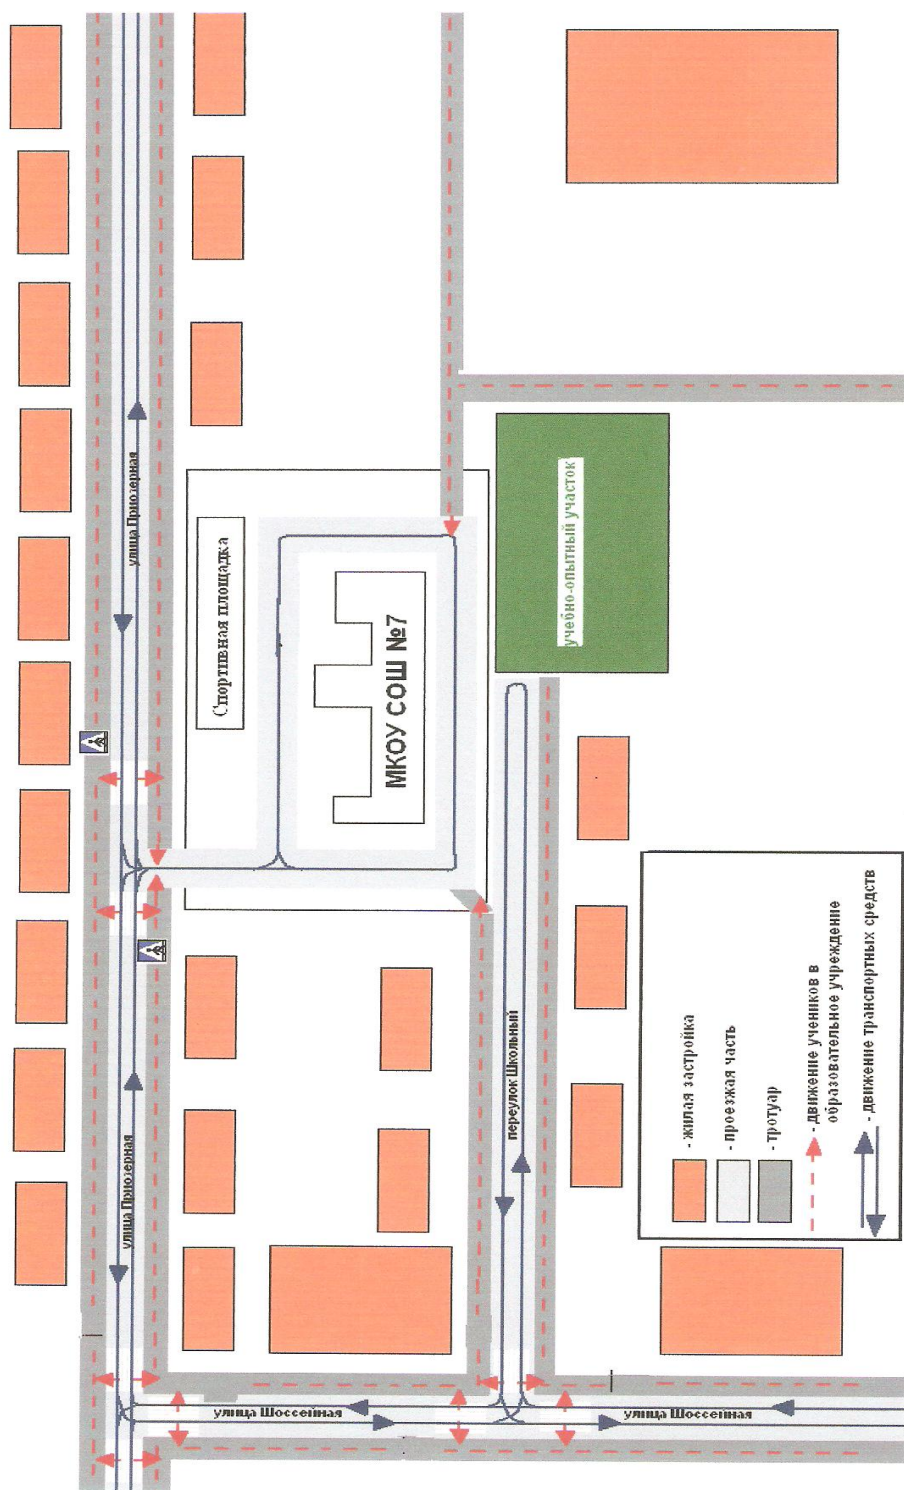 улица Приозерная
улица Приозерная
Спортивная площадка
МКОУ СОШ №7
учебно-опытный участок
переулок Школьный
улица Шоссейная
улица Шоссейная
- жилая застройка
- проезжая часть
- тротуар
- движение учеников в
образовательное учреждение
- движение транспортных средств